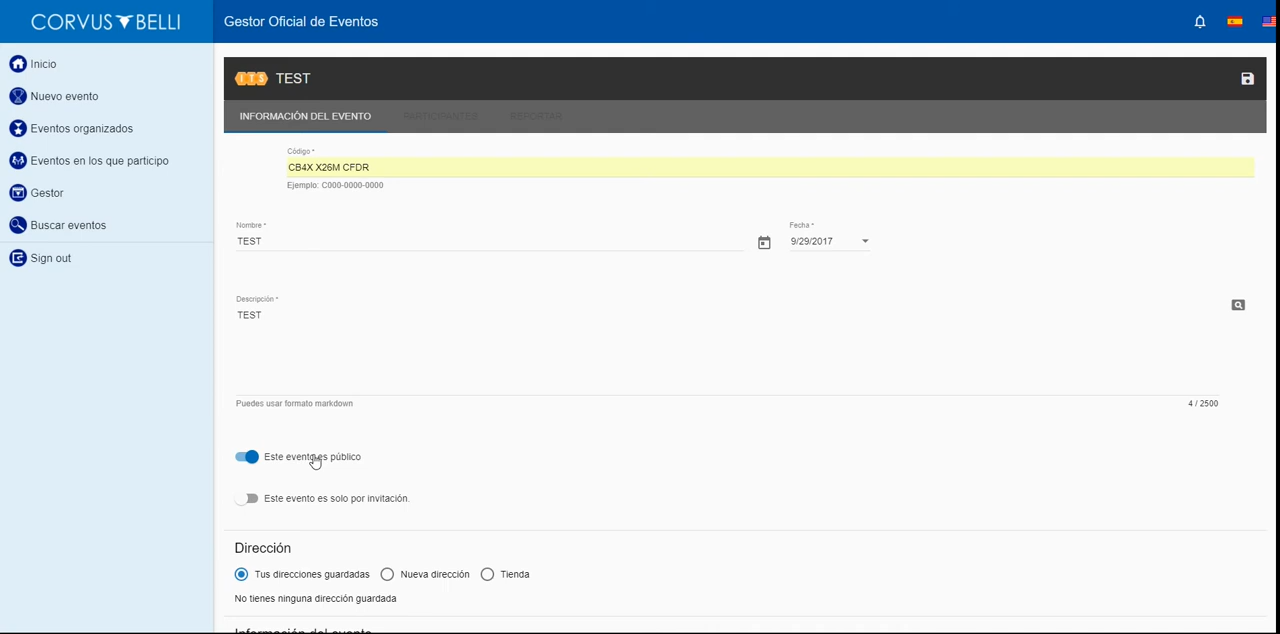 CORVUS BELLI
Gestor Oficial de Eventos
Inicio
Nuevo evento
Eventos organizados
Eventos en los que participo
Gestor
Buscar eventos
Sign out
ITS TEST
INFORMACIÓN DEL EVENTO PARTICIPANTES REPORTAR
Código *
CB4X X26M CFDR
Ejemplo: C000-0000-0000
Nombre * Fecha *
TEST 9/29/2017
Descripción *
TEST
Puedes usar formato markdown 4 / 2500
Este evento es público
Este evento es solo por invitación.
Dirección
Tus direcciones guardadas Nueva dirección Tienda
No tienes ninguna dirección guardada
Información del evento